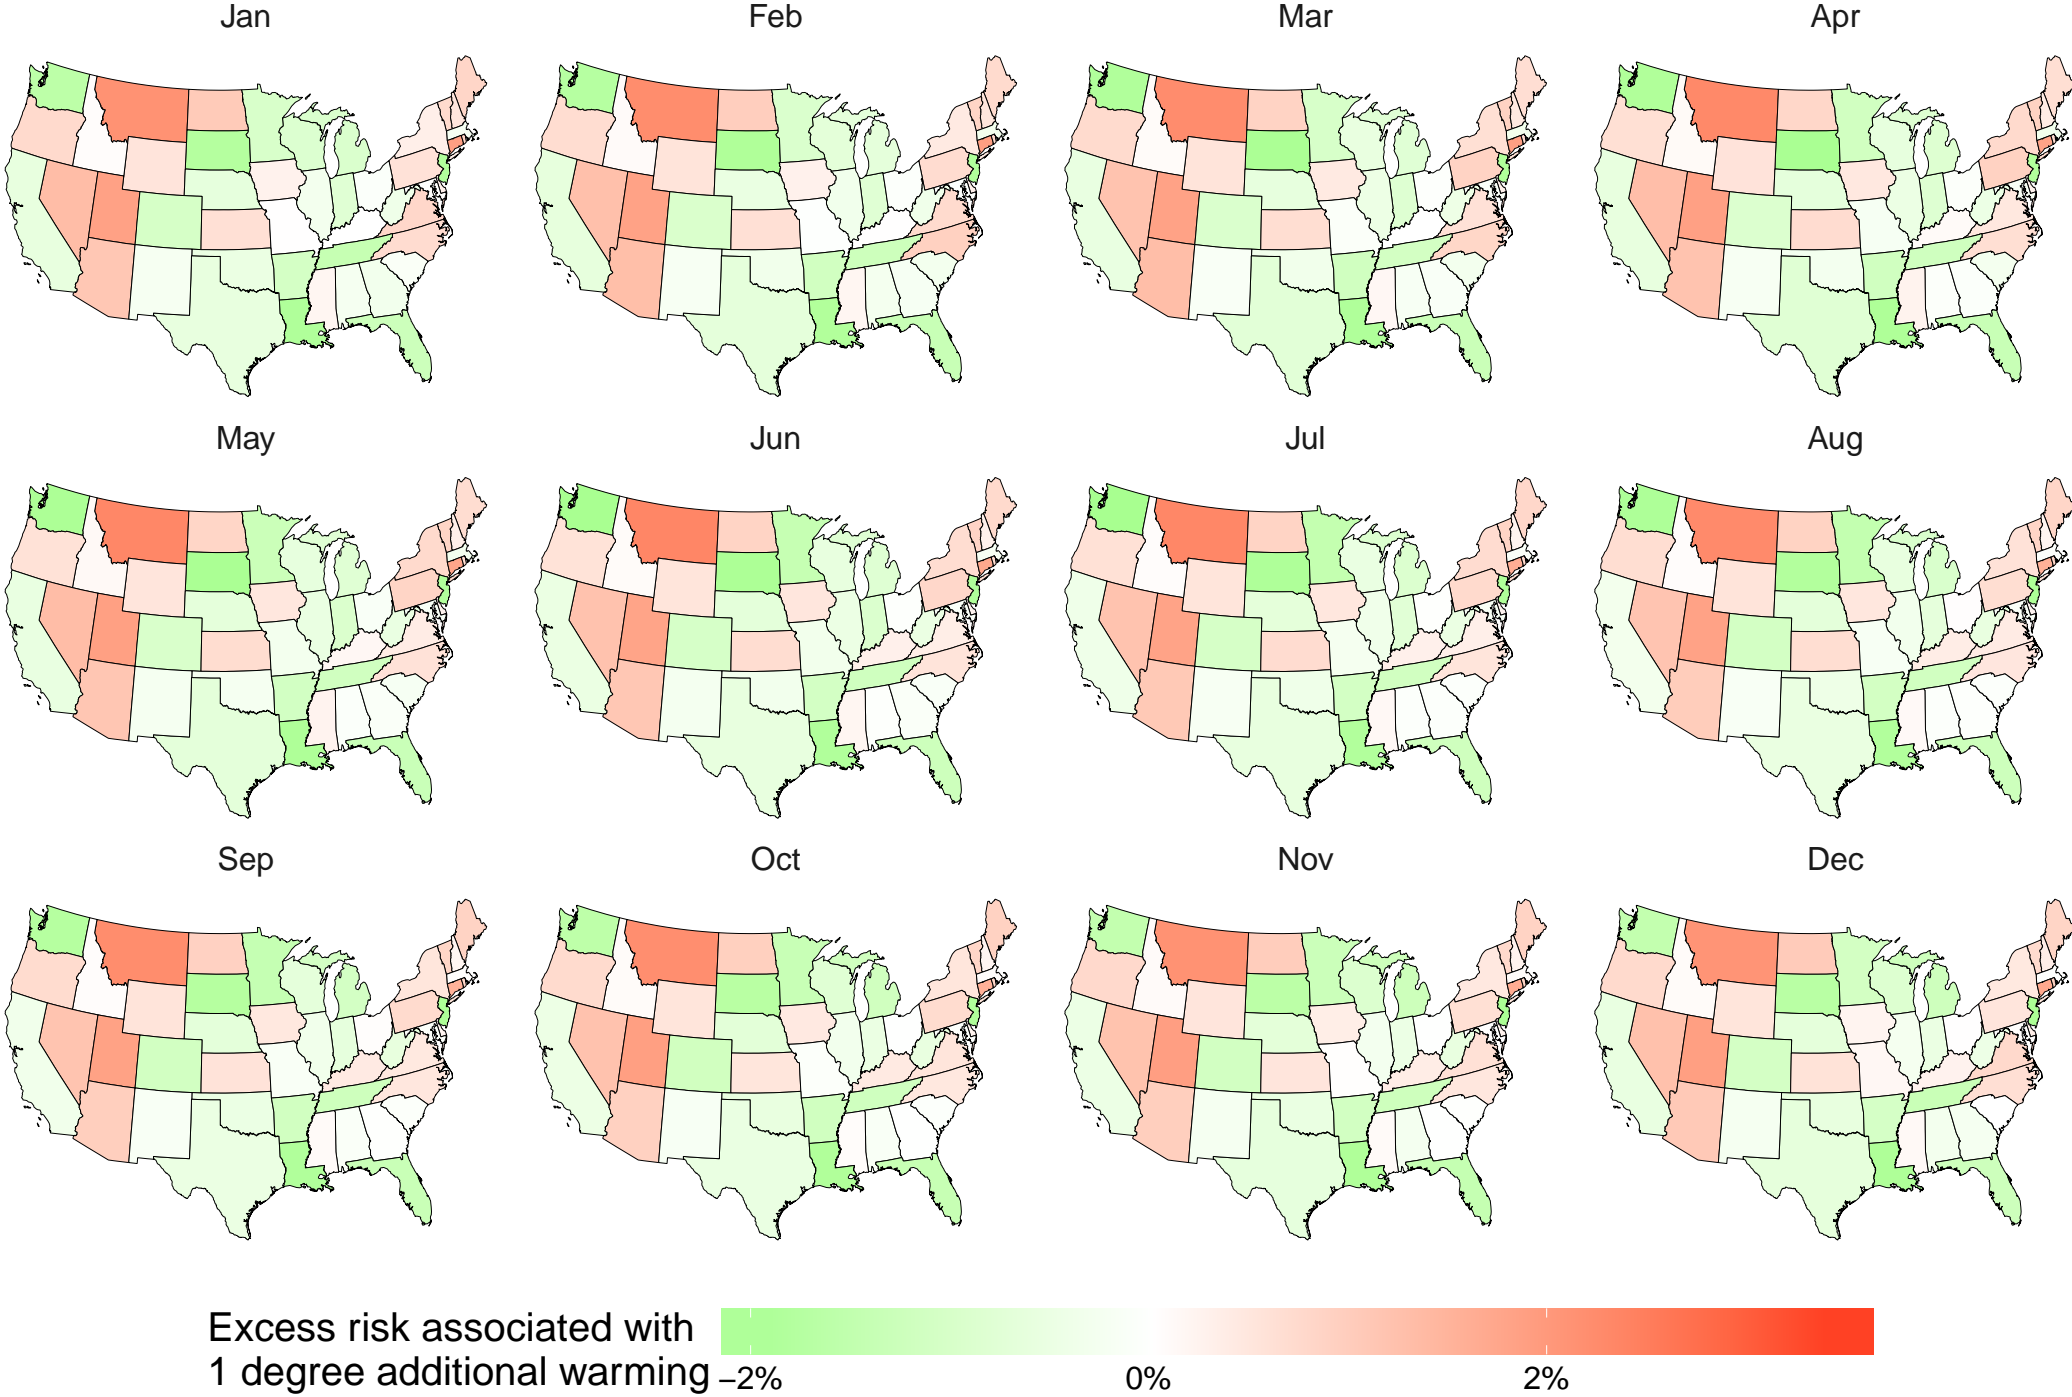 Jan Feb Mar Apr
May Jun Jul Aug
Sep Oct Nov Dec
Excess risk associated with
1 degree additional warming
−2% 0% 2%